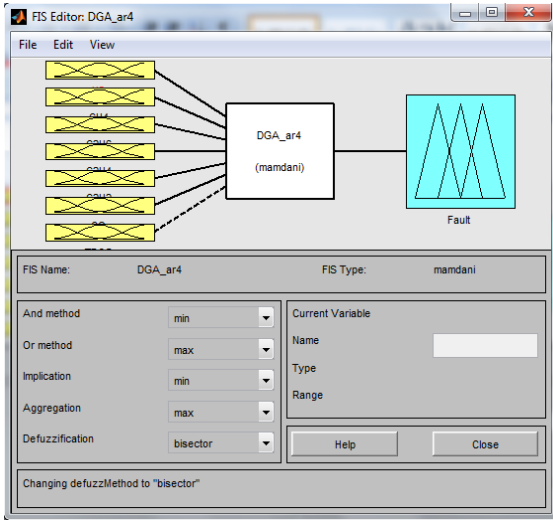 FIS Editor: DGA_ar4
File Edit View
DGA_ar4
(mamdani)
Fault
FIS Name: DGA_ar4 FIS Type: mamdani
And method min
Or method max
Implication min
Aggregation max
Defuzzification bisector
Current Variable
Name
Type
Range
Help Close
Changing defuzzMethod to "bisector"